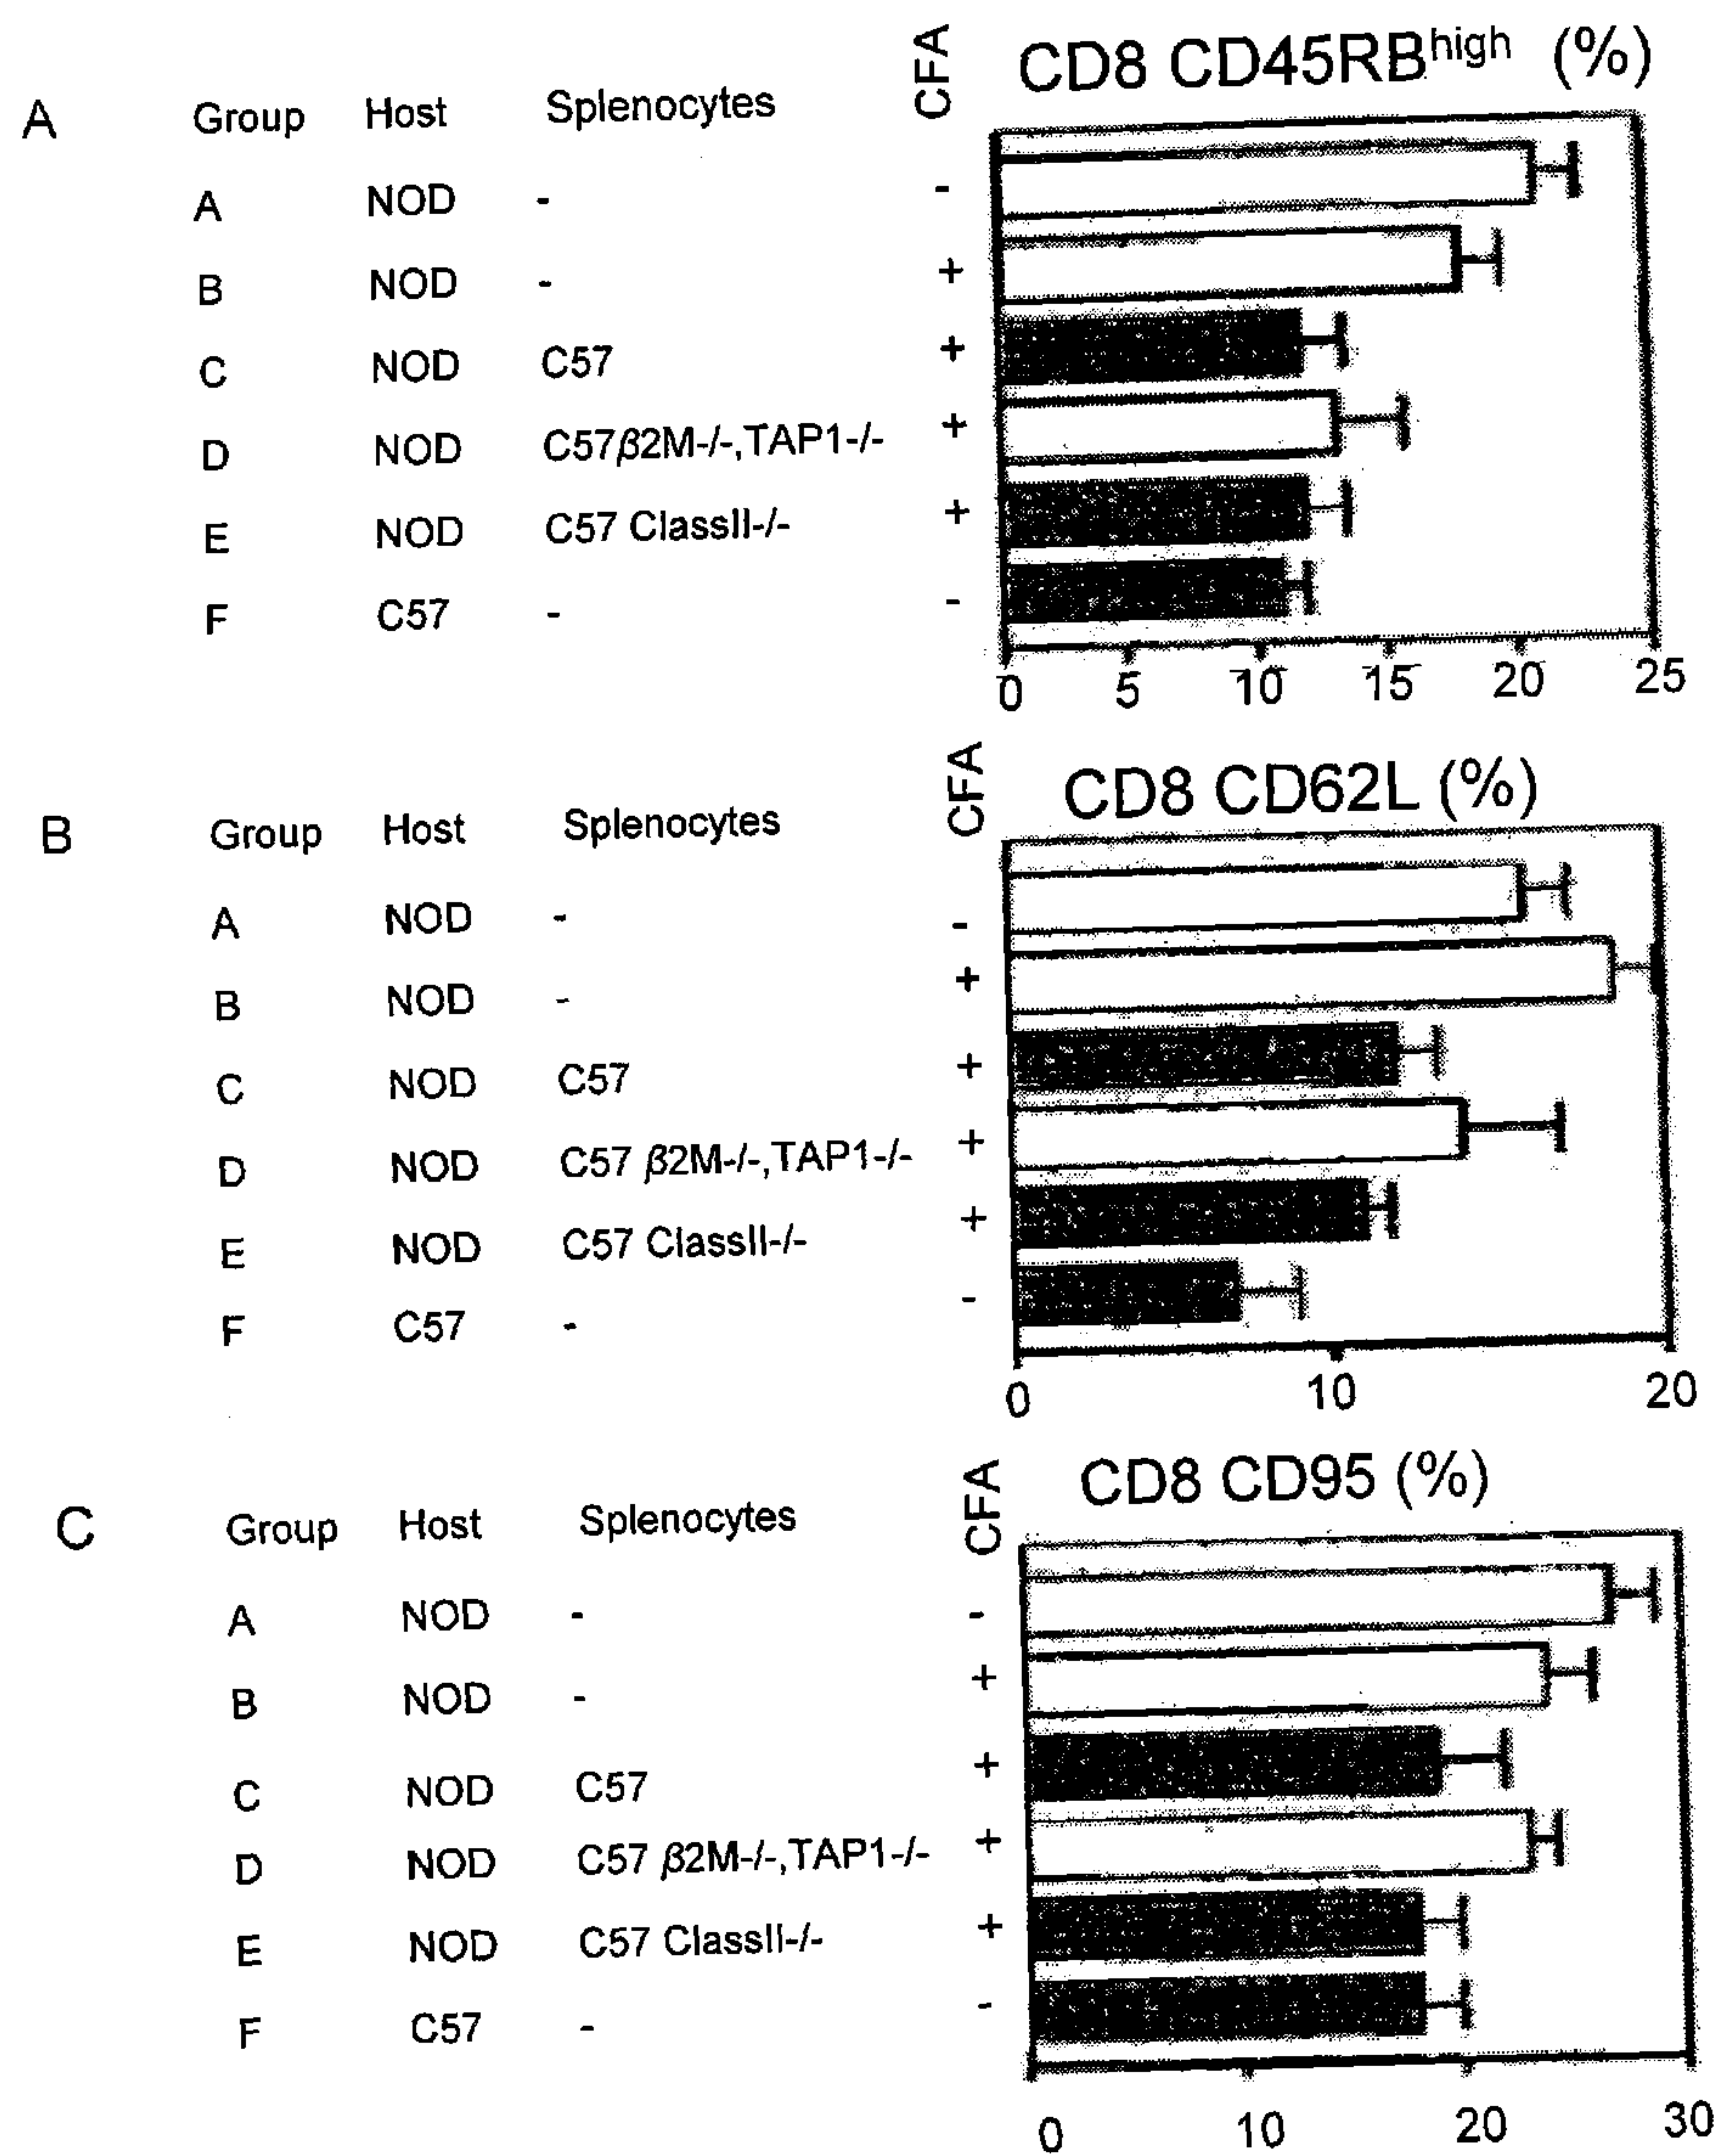 A Group Host Splenocytes CFA CD8 CD45RBhigh (%)
A NOD - -
B NOD - +
C NOD C57 +
D NOD C57β2M-/-,TAP1-/- +
E NOD C57 ClassII-/- +
F C57 - -
0 5 10 15 20 25
B Group Host Splenocytes CFA CD8 CD62L (%)
A NOD - -
B NOD - +
C NOD C57 +
D NOD C57 β2M-/-,TAP1-/- +
E NOD C57 ClassII-/- +
F C57 - -
0 10 20
C Group Host Splenocytes CFA CD8 CD95 (%)
A NOD - -
B NOD - +
C NOD C57 +
D NOD C57 β2M-/-,TAP1-/- +
E NOD C57 ClassII-/- +
F C57 - -
0 10 20 30